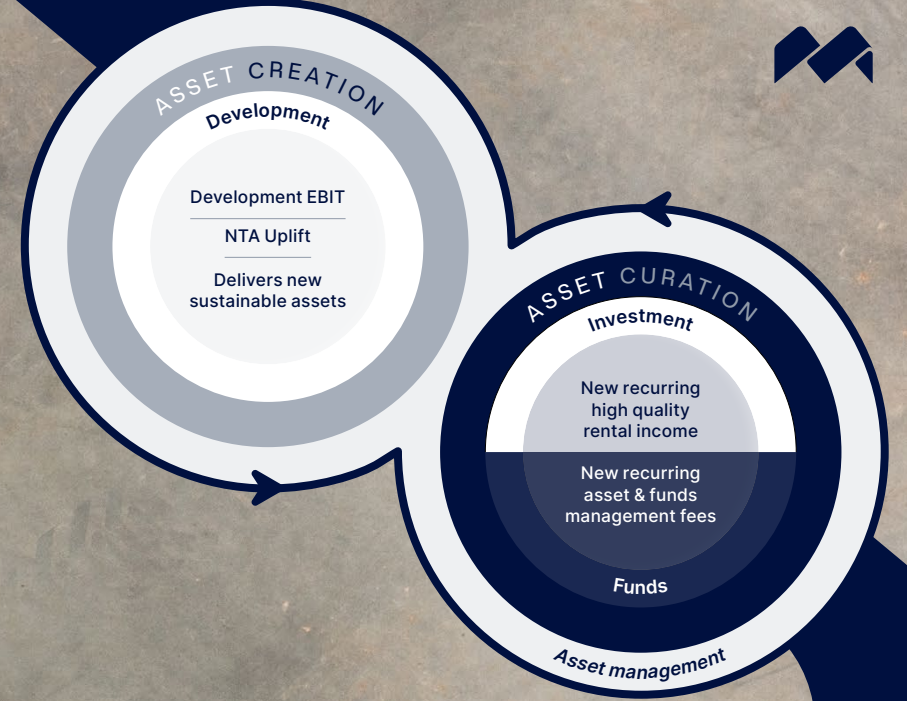 ASSET CREATION
Development
Development EBIT
NTA Uplift
Delivers new
sustainable assets
ASSET CURATION
Investment
New recurring
high quality
rental income
New recurring
asset & funds
management fees
Funds
Asset management